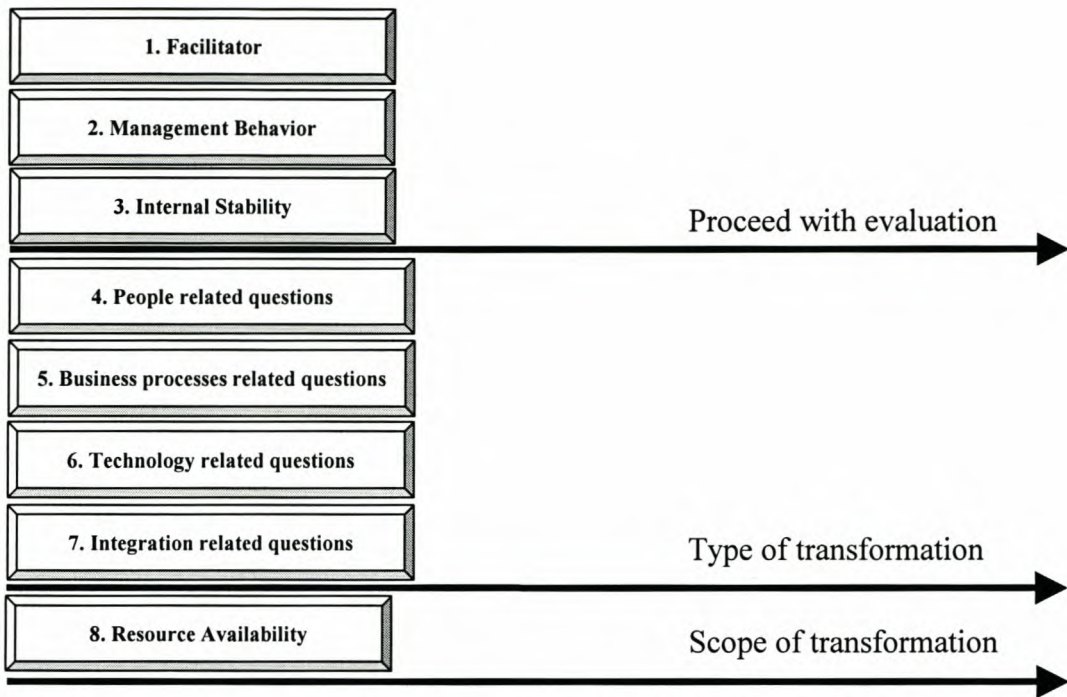 1. Facilitator
2. Management Behavior
3. Internal Stability
Proceed with evaluation
4. People related questions
5. Business processes related questions
6. Technology related questions
7. Integration related questions
Type of transformation
8. Resource Availability
Scope of transformation